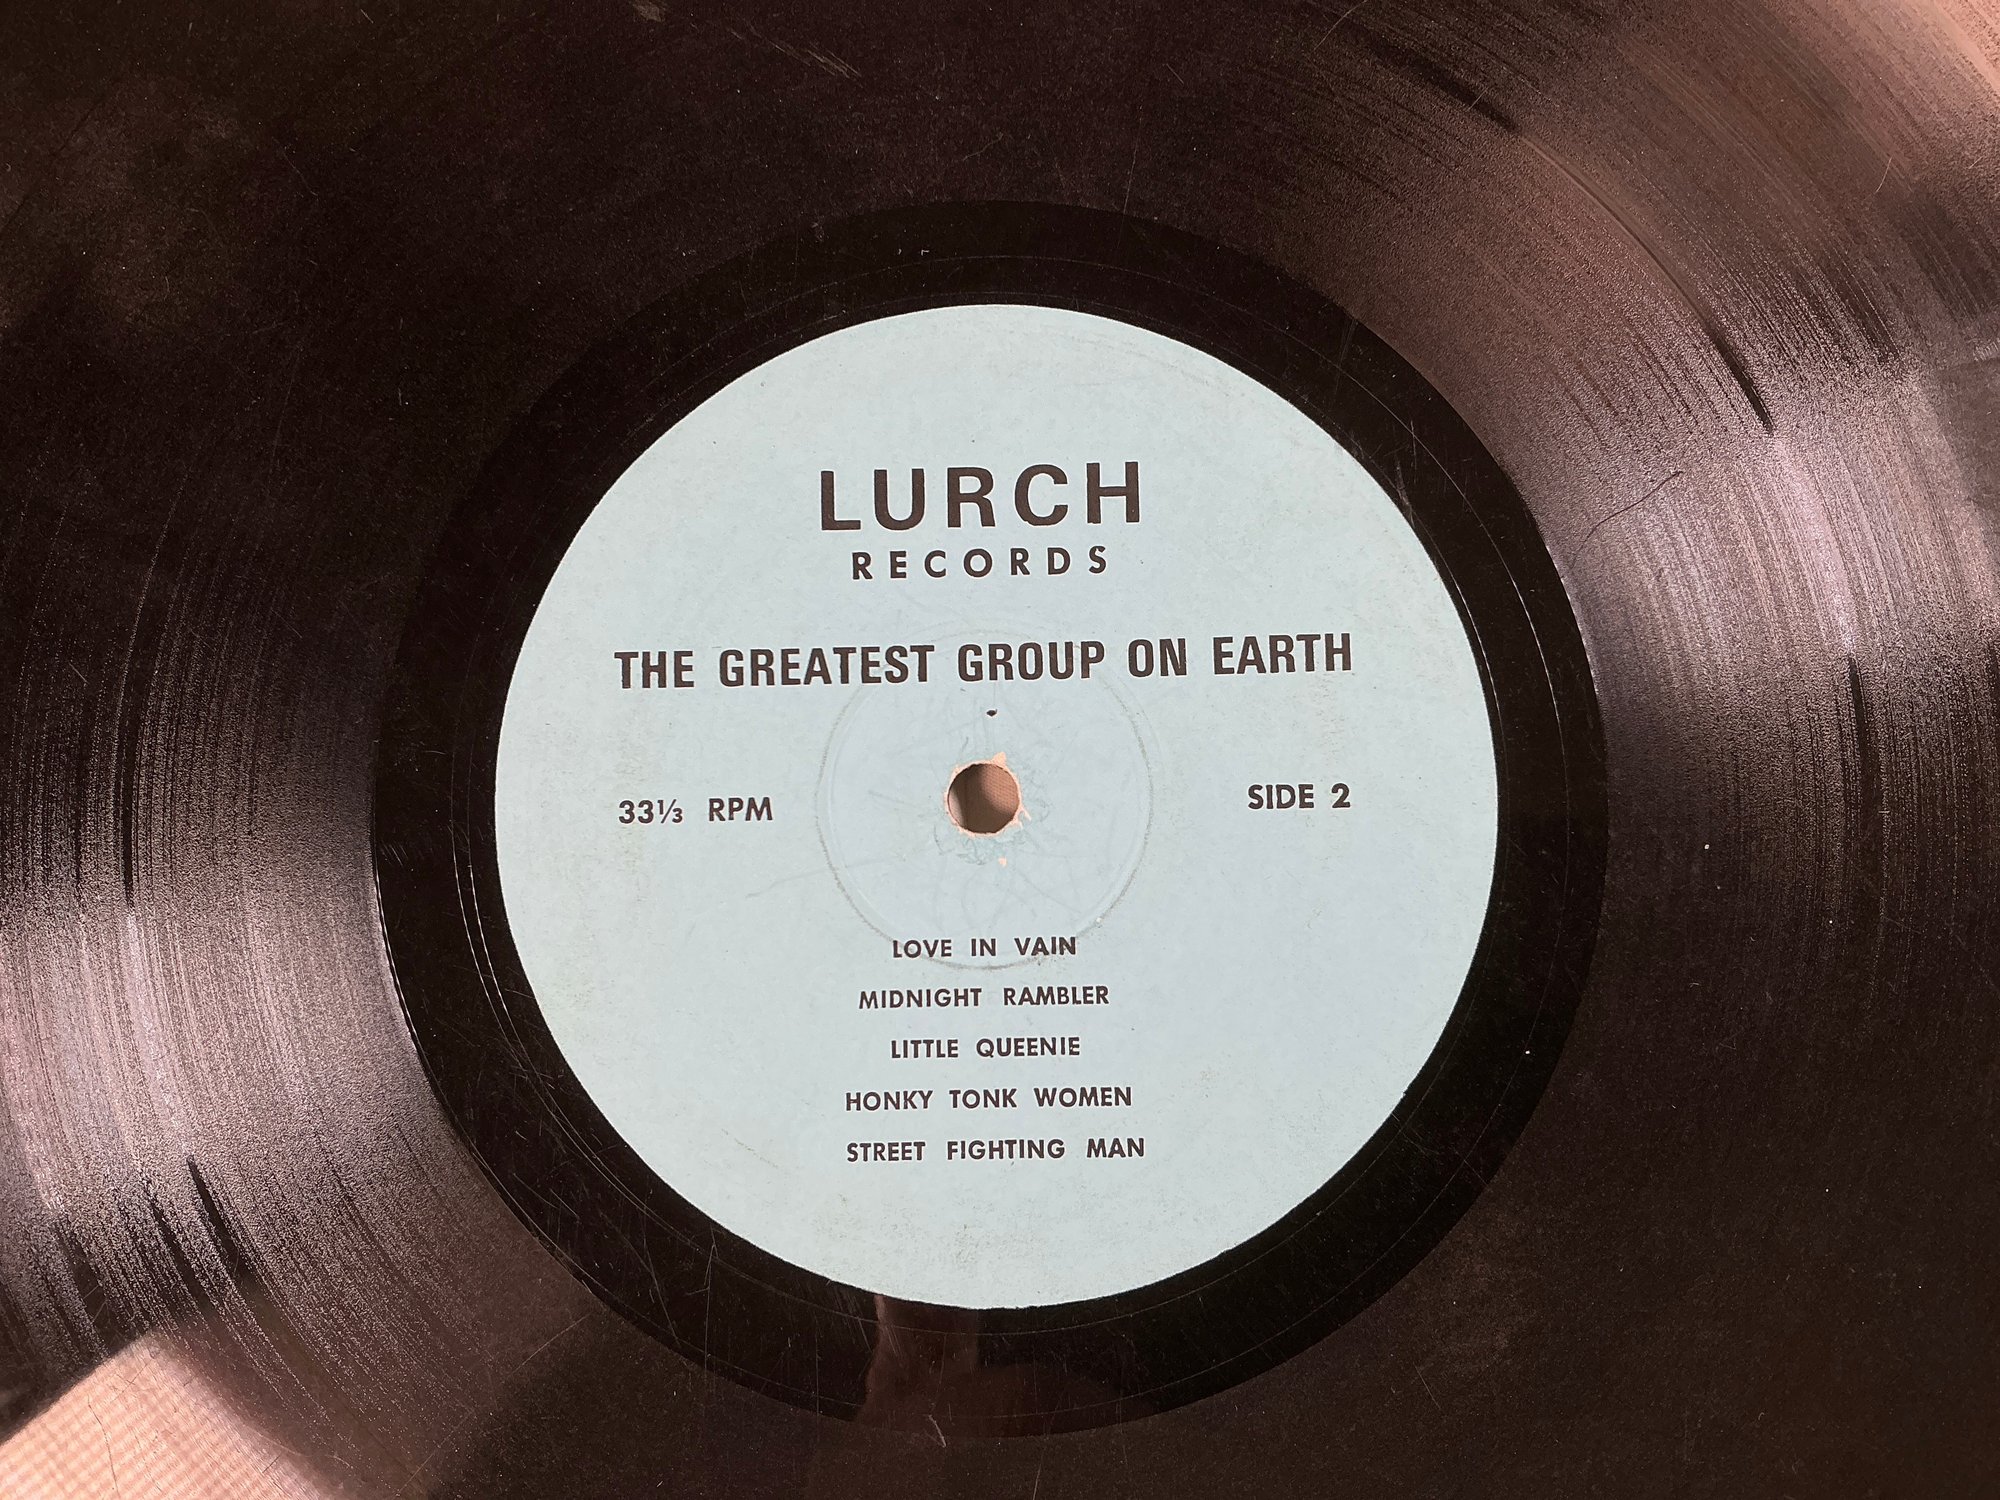 LURCH
RECORDS
THE GREATEST GROUP ON EARTH
33⅓ RPM
SIDE 2
LOVE IN VAIN
MIDNIGHT RAMBLER
LITTLE QUEENIE
HONKY TONK WOMEN
STREET FIGHTING MAN